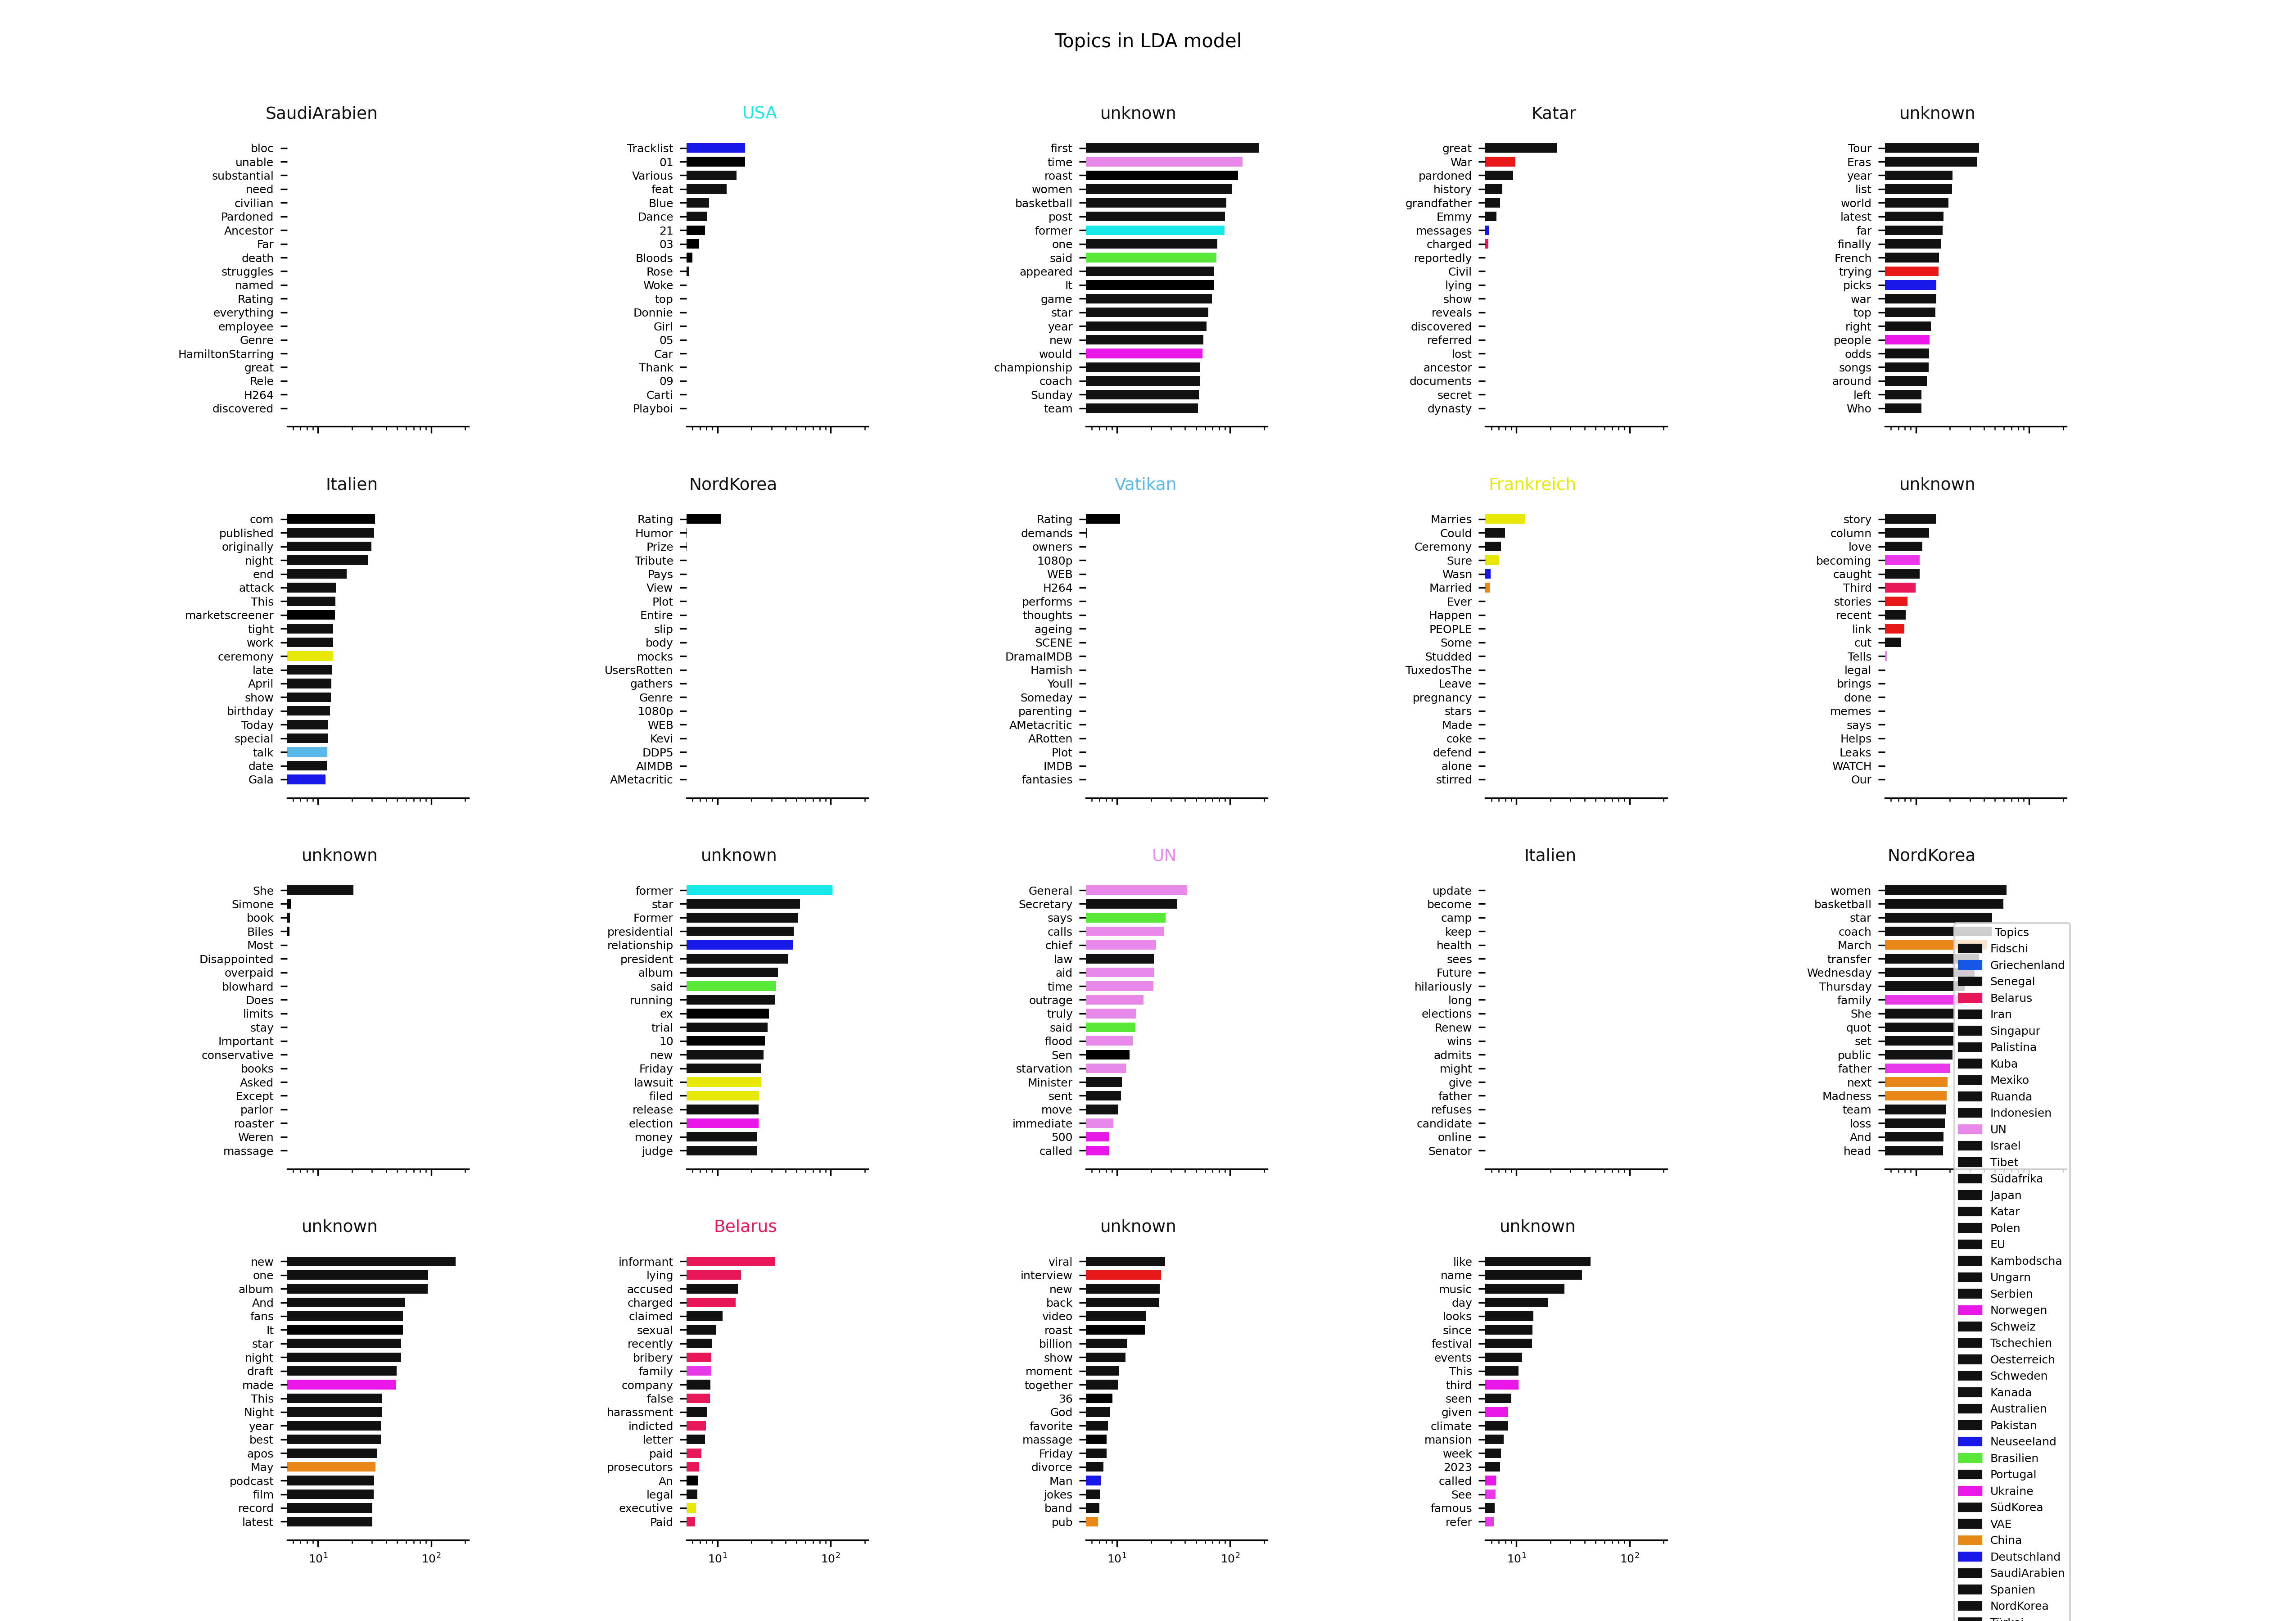 Topics in LDA model
SaudiArabien
bloc
unable
substantial
need
civilian
Pardoned
Ancestor
Far
death
struggles
named
Rating
everything
employee
Genre
HamiltonStarring
great
Rele
H264
discovered
USA
Tracklist
01
Various
feat
Blue
Dance
21
03
Bloods
Rose
Woke
top
Donnie
Girl
05
Car
Thank
09
Carti
Playboi
unknown
first
time
roast
women
basketball
post
former
one
said
appeared
It
game
star
year
new
would
championship
coach
Sunday
team
Katar
great
War
pardoned
history
grandfather
Emmy
messages
charged
reportedly
Civil
lying
show
reveals
discovered
referred
lost
ancestor
documents
secret
dynasty
unknown
Tour
Eras
year
list
world
latest
far
finally
French
trying
picks
war
top
right
people
odds
songs
around
left
Who
Italien
com
published
originally
night
end
attack
This
marketscreener
tight
work
ceremony
late
April
show
birthday
Today
special
talk
date
Gala
NordKorea
Rating
Humor
Prize
Tribute
Pays
View
Plot
Entire
slip
body
mocks
UsersRotten
gathers
Genre
1080p
WEB
Kevi
DDP5
AIMDB
AMetacritic
Vatikan
Rating
demands
owners
1080p
WEB
H264
performs
thoughts
ageing
SCENE
DramaIMDB
Hamish
Youll
Someday
parenting
AMetacritic
ARotten
Plot
IMDB
fantasies
Frankreich
Marries
Could
Ceremony
Sure
Wasn
Married
Ever
Happen
PEOPLE
Some
Studded
TuxedosThe
Leave
pregnancy
stars
Made
coke
defend
alone
stirred
unknown
story
column
love
becoming
caught
Third
stories
recent
link
cut
Tells
legal
brings
done
memes
says
Helps
Leaks
WATCH
Our
unknown
She
Simone
book
Biles
Most
Disappointed
overpaid
blowhard
Does
limits
stay
Important
conservative
books
Asked
Except
parlor
roaster
Weren
massage
unknown
former
star
Former
presidential
relationship
president
album
said
running
ex
trial
10
new
Friday
lawsuit
filed
release
election
money
judge
UN
General
Secretary
says
calls
chief
law
aid
time
outrage
truly
said
flood
Sen
starvation
Minister
sent
move
immediate
500
called
Italien
update
become
camp
keep
health
sees
Future
hilariously
long
elections
Renew
wins
admits
might
give
father
refuses
candidate
online
Senator
NordKorea
women
basketball
star
coach
March
transfer
Wednesday
Thursday
family
She
quot
set
public
father
next
Madness
team
loss
And
head
unknown
new
one
album
And
fans
It
star
night
draft
made
This
Night
year
best
apos
May
podcast
film
record
latest
10¹ 10²
Belarus
informant
lying
accused
charged
claimed
sexual
recently
bribery
family
company
false
harassment
indicted
letter
paid
prosecutors
An
legal
executive
Paid
10¹ 10²
unknown
viral
interview
new
back
video
roast
billion
show
moment
together
36
God
favorite
massage
Friday
divorce
Man
jokes
band
pub
10¹ 10²
unknown
like
name
music
day
looks
since
festival
events
This
third
seen
given
climate
mansion
week
2023
called
See
famous
refer
10¹ 10²
Topics
Fidschi
Griechenland
Senegal
Belarus
Iran
Singapur
Palistina
Kuba
Mexiko
Ruanda
Indonesien
UN
Israel
Tibet
Südafrika
Japan
Katar
Polen
EU
Kambodscha
Ungarn
Serbien
Norwegen
Schweiz
Tschechien
Oesterreich
Schweden
Kanada
Australien
Pakistan
Neuseeland
Brasilien
Portugal
Ukraine
SüdKorea
VAE
China
Deutschland
SaudiArabien
Spanien
NordKorea